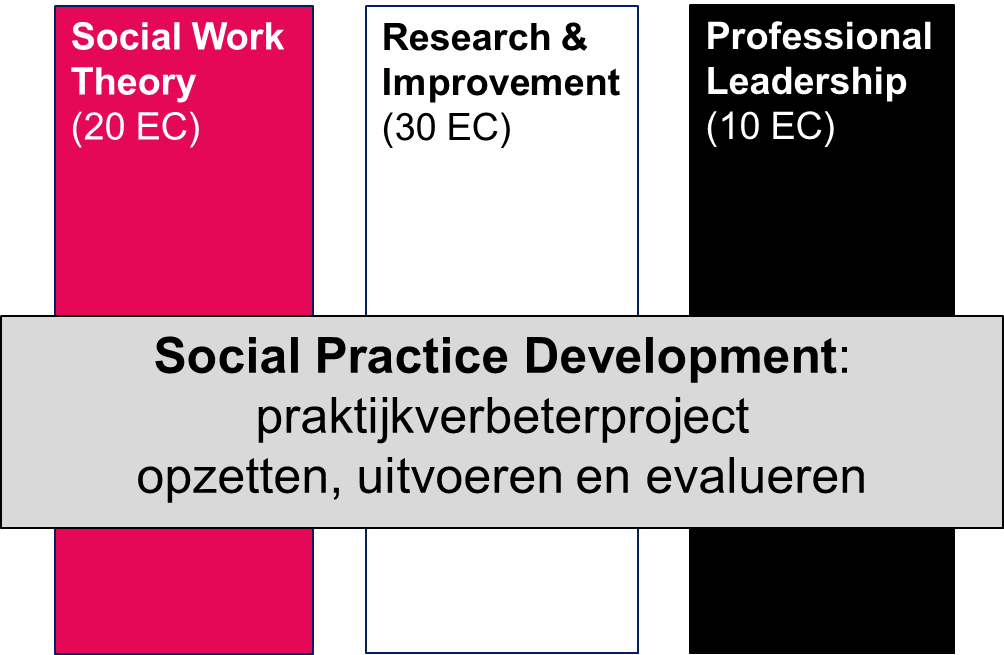 Social Work
Theory
(20 EC)
Research &
Improvement
(30 EC)
Professional
Leadership
(10 EC)
Social Practice Development:
praktijkverbeterproject
opzetten, uitvoeren en evalueren